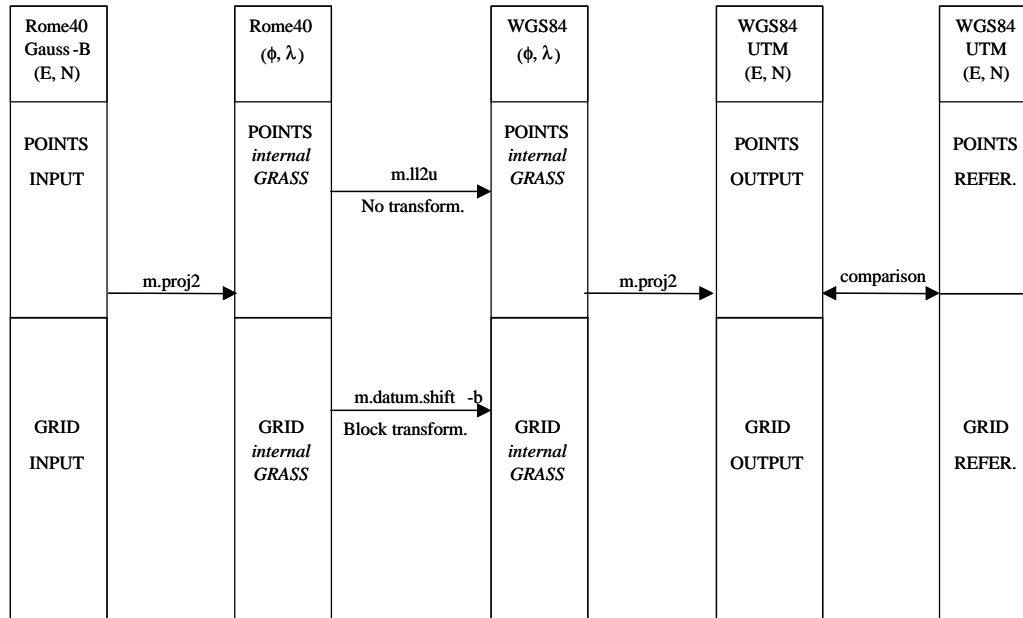 Rome40
Gauss-B
(E, N)
Rome40
(ϕ, λ)
WGS84
(ϕ, λ)
WGS84
UTM
(E, N)
WGS84
UTM
(E, N)
POINTS
INPUT
POINTS
internal
GRASS
m.ll2u
No transform.
POINTS
internal
GRASS
POINTS
OUTPUT
POINTS
REFER.
m.proj2
m.proj2
comparison
GRID
INPUT
GRID
internal
GRASS
m.datum.shift -b
Block transform.
GRID
internal
GRASS
GRID
OUTPUT
GRID
REFER.